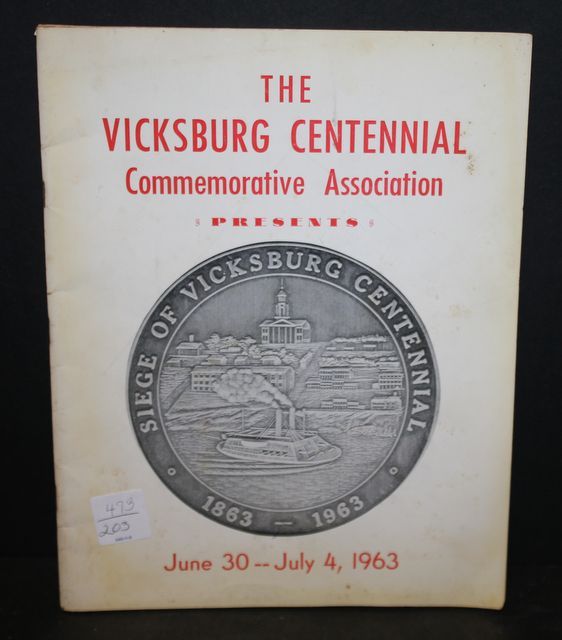 THE
VICKSBURG CENTENNIAL
Commemorative Association
PRESENTS
SIEGE OF VICKSBURG CENTENNIAL
1863 — 1963
473
203
June 30 -- July 4, 1963